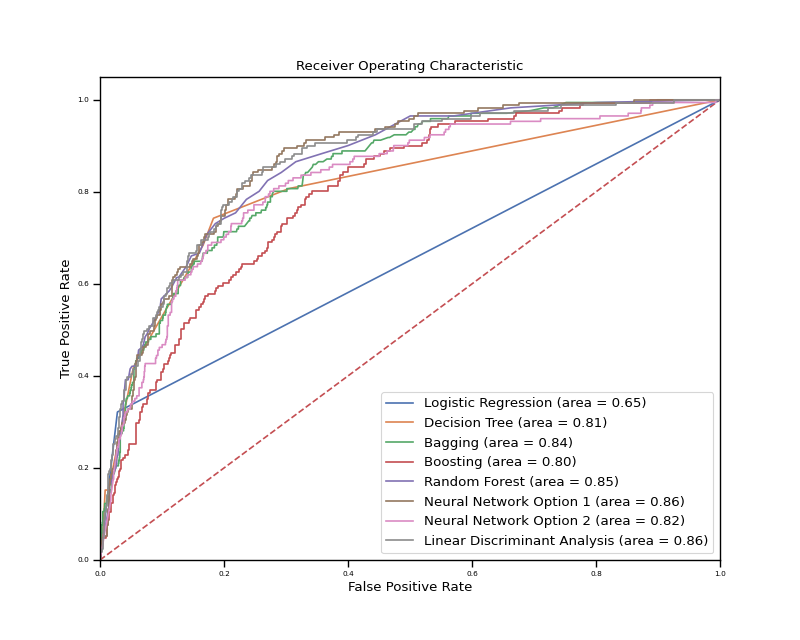 Receiver Operating Characteristic
1.0
0.8
0.6
0.4
0.2
0.0
True Positive Rate
0.0 0.2 0.4 0.6 0.8 1.0
False Positive Rate
Logistic Regression (area = 0.65)
Decision Tree (area = 0.81)
Bagging (area = 0.84)
Boosting (area = 0.80)
Random Forest (area = 0.85)
Neural Network Option 1 (area = 0.86)
Neural Network Option 2 (area = 0.82)
Linear Discriminant Analysis (area = 0.86)